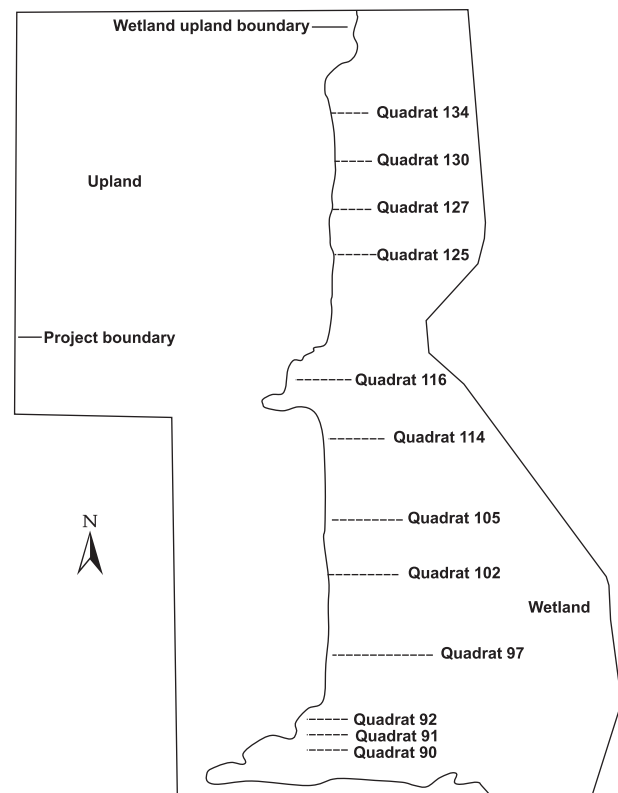 Wetland upland boundary
Quadrat 134
Quadrat 130
Upland
Quadrat 127
Quadrat 125
Project boundary
Quadrat 116
Quadrat 114
N
Quadrat 105
Quadrat 102
Wetland
Quadrat 97
Quadrat 92
Quadrat 91
Quadrat 90